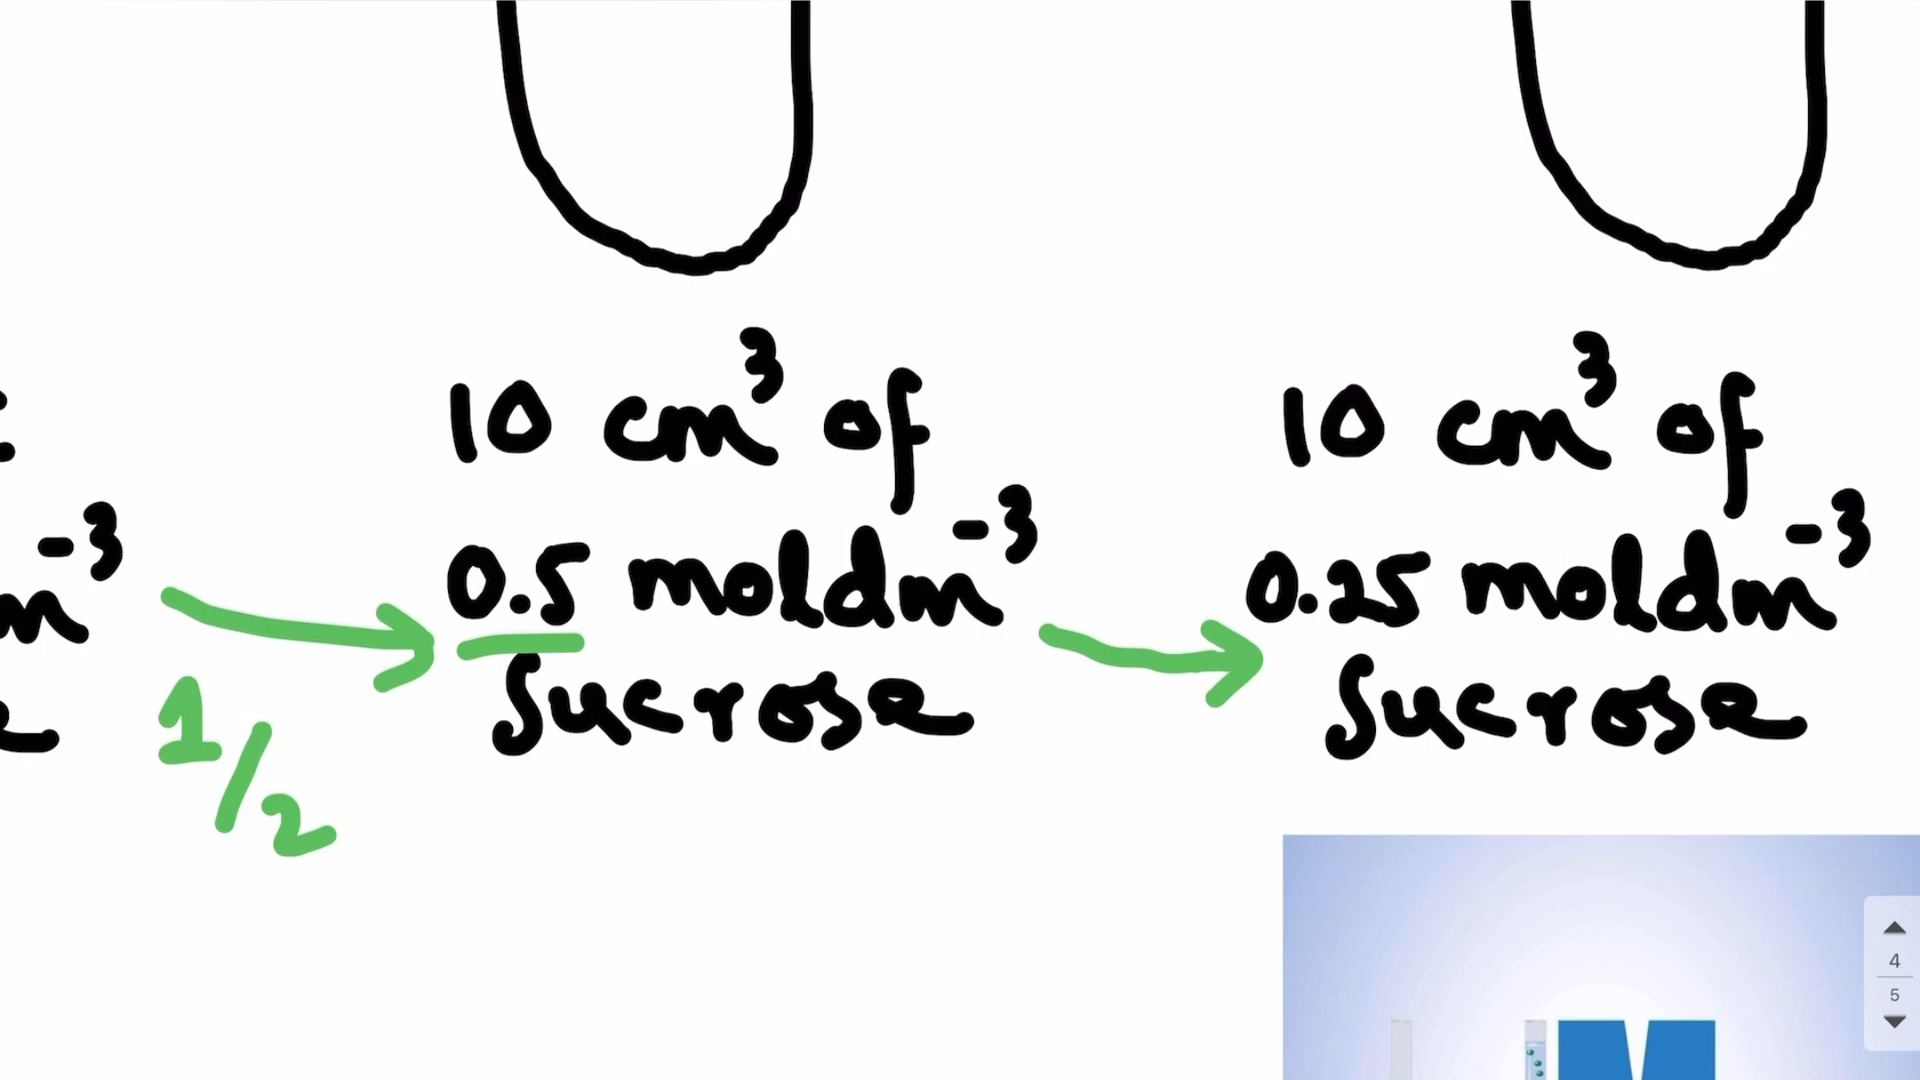 10 cm³ of
0.5 moldm⁻³
Sucrose
10 cm³ of
0.25 moldm⁻³
Sucrose
m⁻³
1/2
4
5